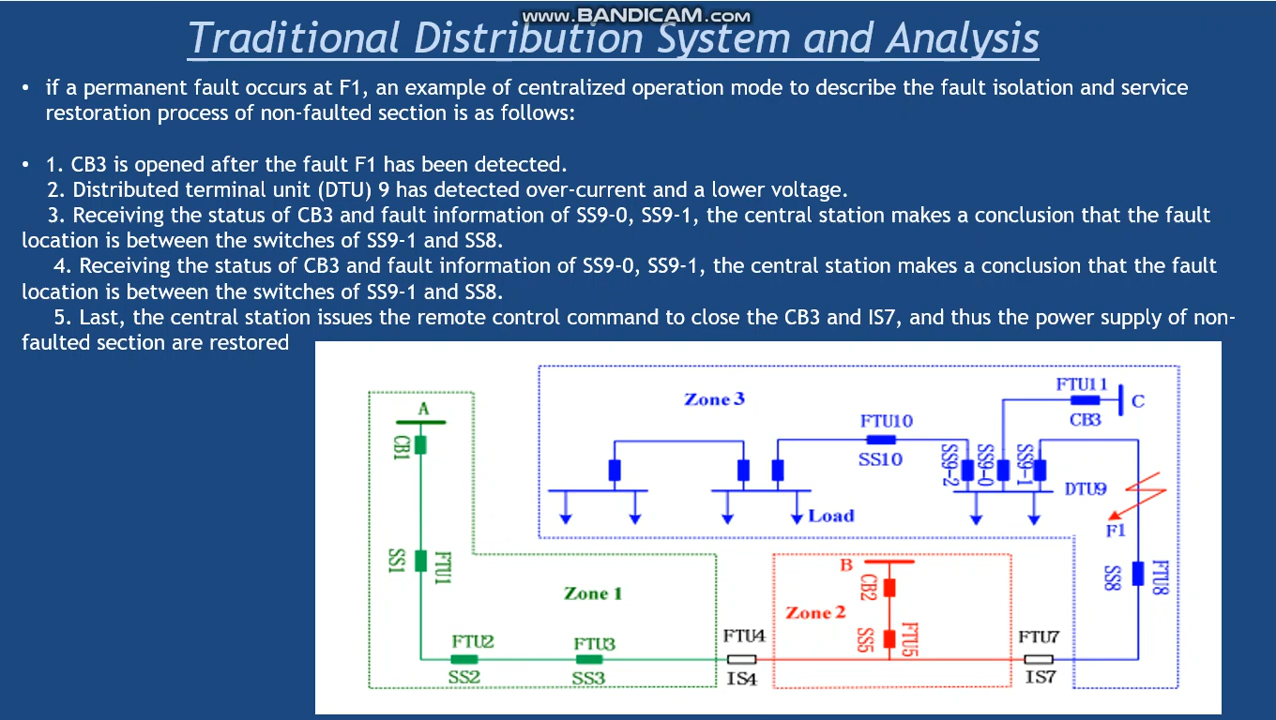 www.BANDICAM.com
Traditional Distribution System and Analysis
• if a permanent fault occurs at F1, an example of centralized operation mode to describe the fault isolation and service
restoration process of non-faulted section is as follows:
• 1. CB3 is opened after the fault F1 has been detected.
2. Distributed terminal unit (DTU) 9 has detected over-current and a lower voltage.
3. Receiving the status of CB3 and fault information of SS9-0, SS9-1, the central station makes a conclusion that the fault
location is between the switches of SS9-1 and SS8.
4. Receiving the status of CB3 and fault information of SS9-0, SS9-1, the central station makes a conclusion that the fault
location is between the switches of SS9-1 and SS8.
5. Last, the central station issues the remote control command to close the CB3 and IS7, and thus the power supply of non-
faulted section are restored
A
CB1
SS1
FTU1
Zone 1
FTU2
SS2
FTU3
SS3
FTU4
IS4
Zone 2
B
CB2
SS5
FTU5
FTU7
IS7
Zone 3
Load
FTU10
SS10
SS9-2
SS9-0
SS9-1
DTU9
FTU11
CB3
C
F1
SS8
FTU8